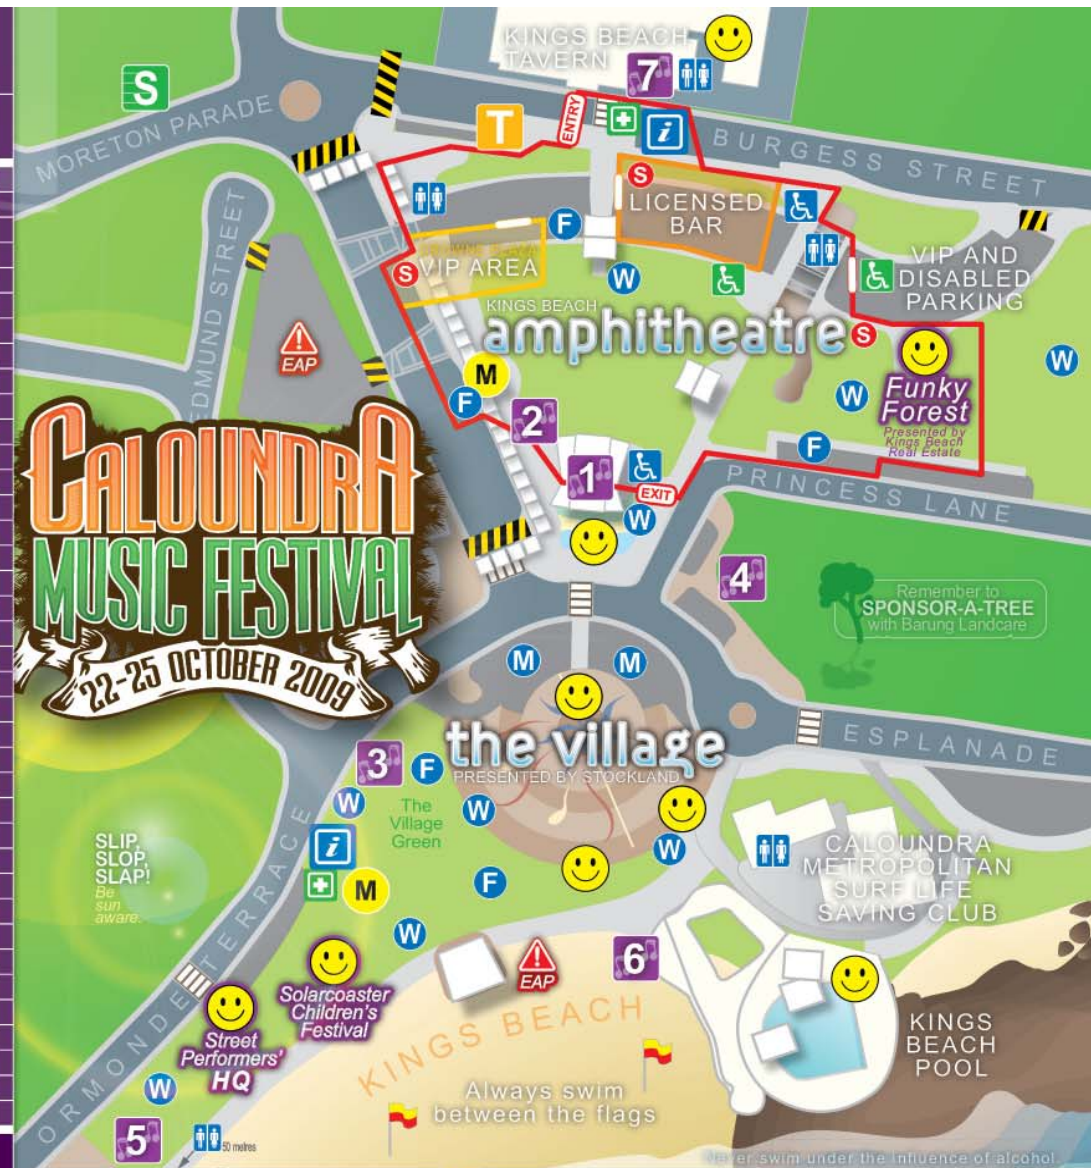 KINGS BEACH
TAVERN
7
S
MORETON PARADE
T
ENTRY
i
BURGESS STREET
S
LICENSED
BAR
F
VIP AREA
S
W
VIP AND
DISABLED
PARKING
KINGS BEACH
amphitheatre
S
EDMUND STREET
EAP
M
F
W
W
Funky
Forest
Presented by
Kings Beach
Real Estate
2
F
1
EXIT
W
PRINCESS LANE
CALOUNDRA
MUSIC FESTIVAL
22-25 OCTOBER 2009
4
Remember to
SPONSOR-A-TREE
with Barung Landcare
M
M
the village
PRESENTED BY STOCKLAND
ESPLANADE
3
F
W
The
Village
Green
W
i
W
SLIP,
SLOP,
SLAP!
Be
sun
aware.
M
F
W
CALOUNDRA
METROPOLITAN
SURF LIFE
SAVING CLUB
ORMONDE TERRACE
EAP
6
Solarcoaster
Children's
Festival
Street
Performers'
HQ
KINGS BEACH
KINGS
BEACH
POOL
W
Always swim
between the flags
5
50 metres
Never swim under the influence of alcohol.